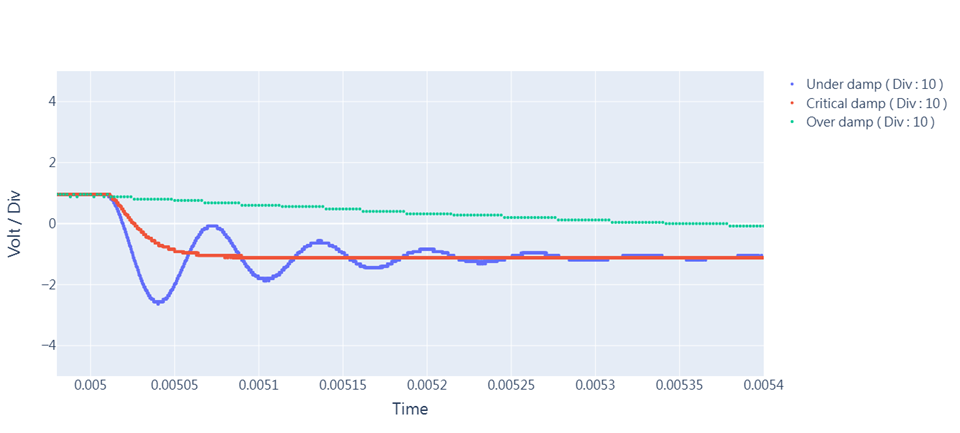 Under damp ( Div : 10 )
Critical damp ( Div : 10 )
Over damp ( Div : 10 )
Volt / Div
4
2
0
−2
−4
0.005
0.00505
0.0051
0.00515
0.0052
0.00525
0.0053
0.00535
0.0054
Time